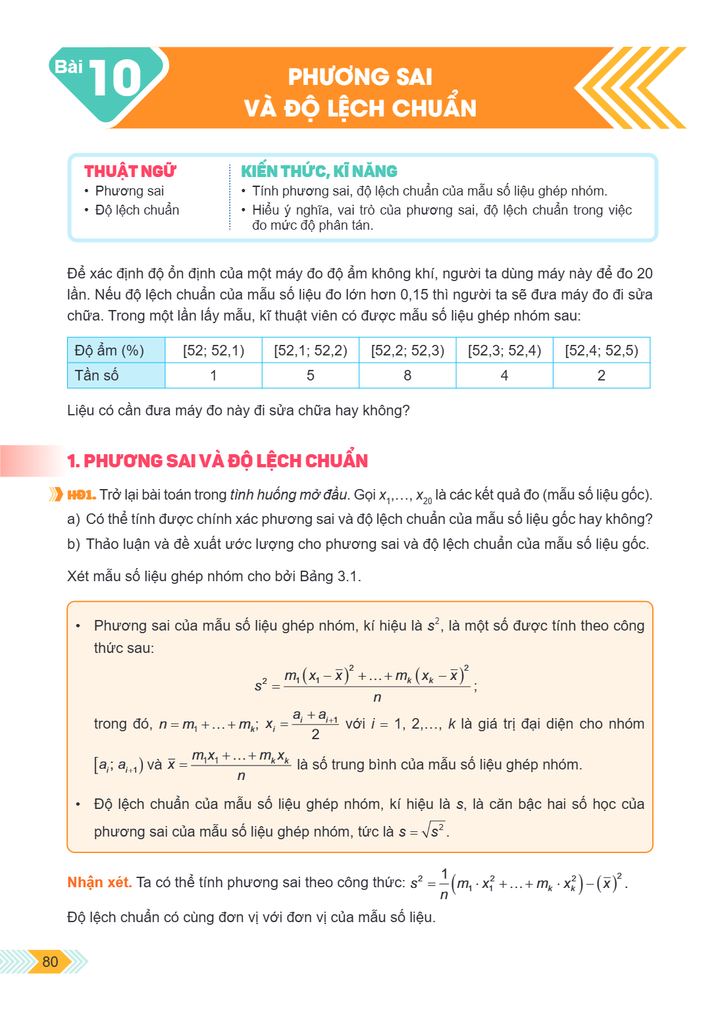 Bài 10
PHƯƠNG SAI
VÀ ĐỘ LỆCH CHUẨN
THUẬT NGỮ
• Phương sai
• Độ lệch chuẩn
KIẾN THỨC, KĨ NĂNG
• Tính phương sai, độ lệch chuẩn của mẫu số liệu ghép nhóm.
• Hiểu ý nghĩa, vai trò của phương sai, độ lệch chuẩn trong việc
đo mức độ phân tán.
Để xác định độ ổn định của một máy đo độ ẩm không khí, người ta dùng máy này để đo 20
lần. Nếu độ lệch chuẩn của mẫu số liệu đo lớn hơn 0,15 thì người ta sẽ đưa máy đo đi sửa
chữa. Trong một lần lấy mẫu, kĩ thuật viên có được mẫu số liệu ghép nhóm sau:
Độ ẩm (%) [52; 52,1) [52,1; 52,2) [52,2; 52,3) [52,3; 52,4) [52,4; 52,5)
Tần số 1 5 8 4 2
Liệu có cần đưa máy đo này đi sửa chữa hay không?
1. PHƯƠNG SAI VÀ ĐỘ LỆCH CHUẨN
HĐ1. Trở lại bài toán trong tình huống mở đầu. Gọi x₁,…, x₂₀ là các kết quả đo (mẫu số liệu gốc).
a) Có thể tính được chính xác phương sai và độ lệch chuẩn của mẫu số liệu gốc hay không?
b) Thảo luận và đề xuất ước lượng cho phương sai và độ lệch chuẩn của mẫu số liệu gốc.
Xét mẫu số liệu ghép nhóm cho bởi Bảng 3.1.
• Phương sai của mẫu số liệu ghép nhóm, kí hiệu là s², là một số được tính theo công
thức sau:
s² = (m₁(x₁ − x̄)² + … + mₖ(xₖ − x̄)²) / n ;
trong đó, n = m₁ + … + mₖ; xᵢ = (aᵢ + aᵢ₊₁) / 2 với i = 1, 2,…, k là giá trị đại diện cho nhóm
[aᵢ; aᵢ₊₁) và x̄ = (m₁x₁ + … + mₖxₖ) / n là số trung bình của mẫu số liệu ghép nhóm.
• Độ lệch chuẩn của mẫu số liệu ghép nhóm, kí hiệu là s, là căn bậc hai số học của
phương sai của mẫu số liệu ghép nhóm, tức là s = √s².
Nhận xét. Ta có thể tính phương sai theo công thức: s² = 1/n (m₁ · x₁² + … + mₖ · xₖ²) − (x̄)².
Độ lệch chuẩn có cùng đơn vị với đơn vị của mẫu số liệu.
80